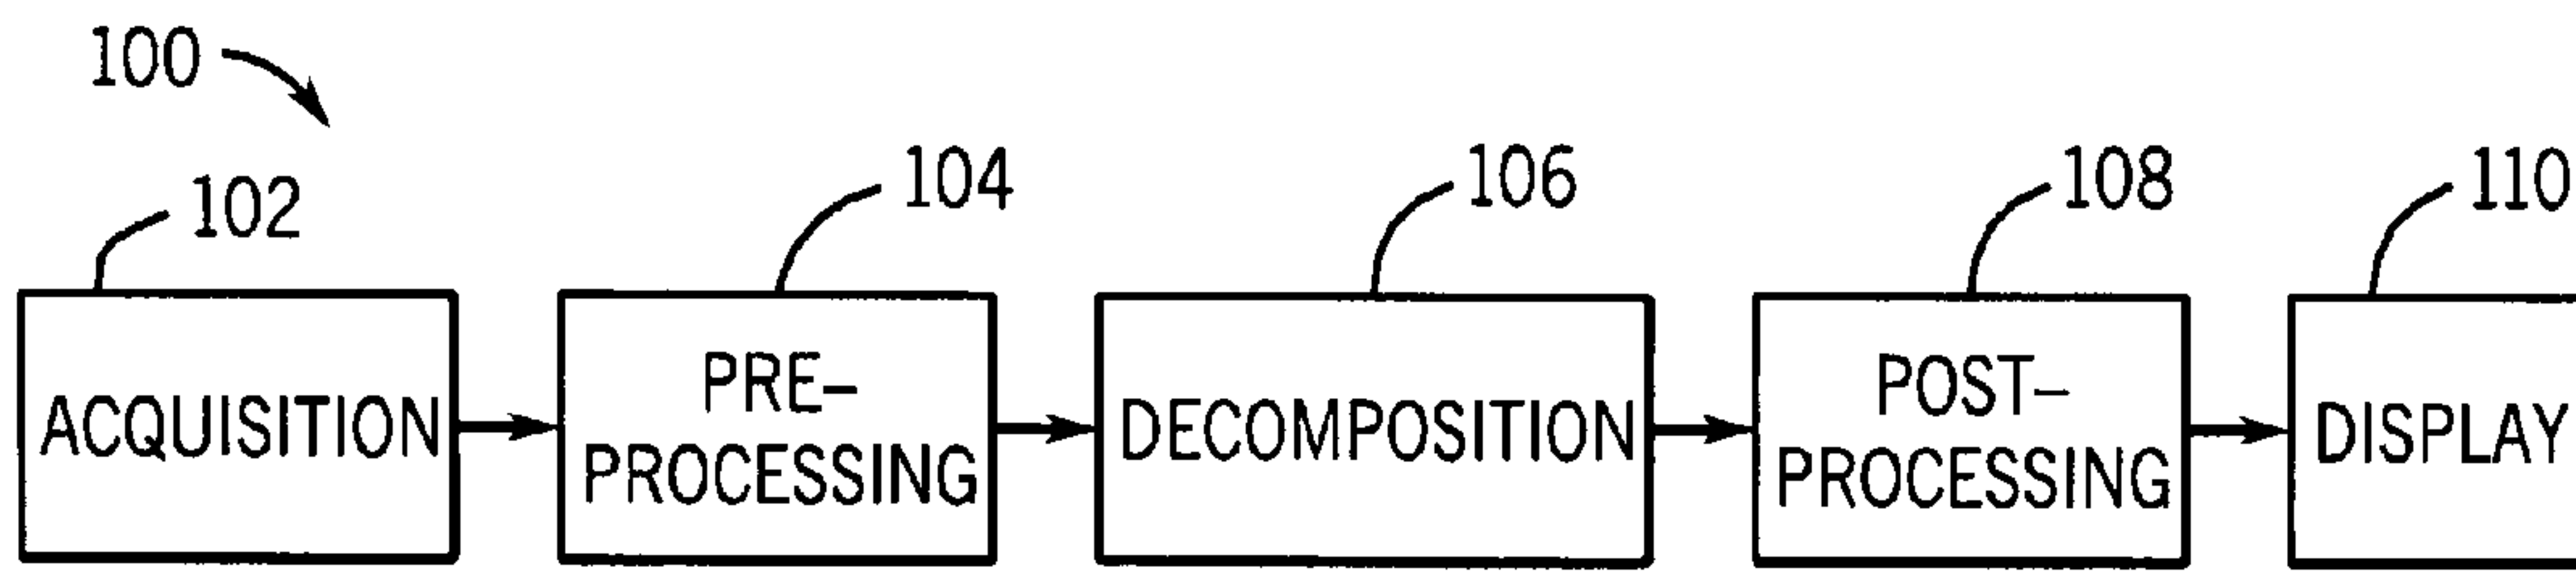 100
102
104
106
108
110
ACQUISITION
PRE-
PROCESSING
DECOMPOSITION
POST-
PROCESSING
DISPLAY